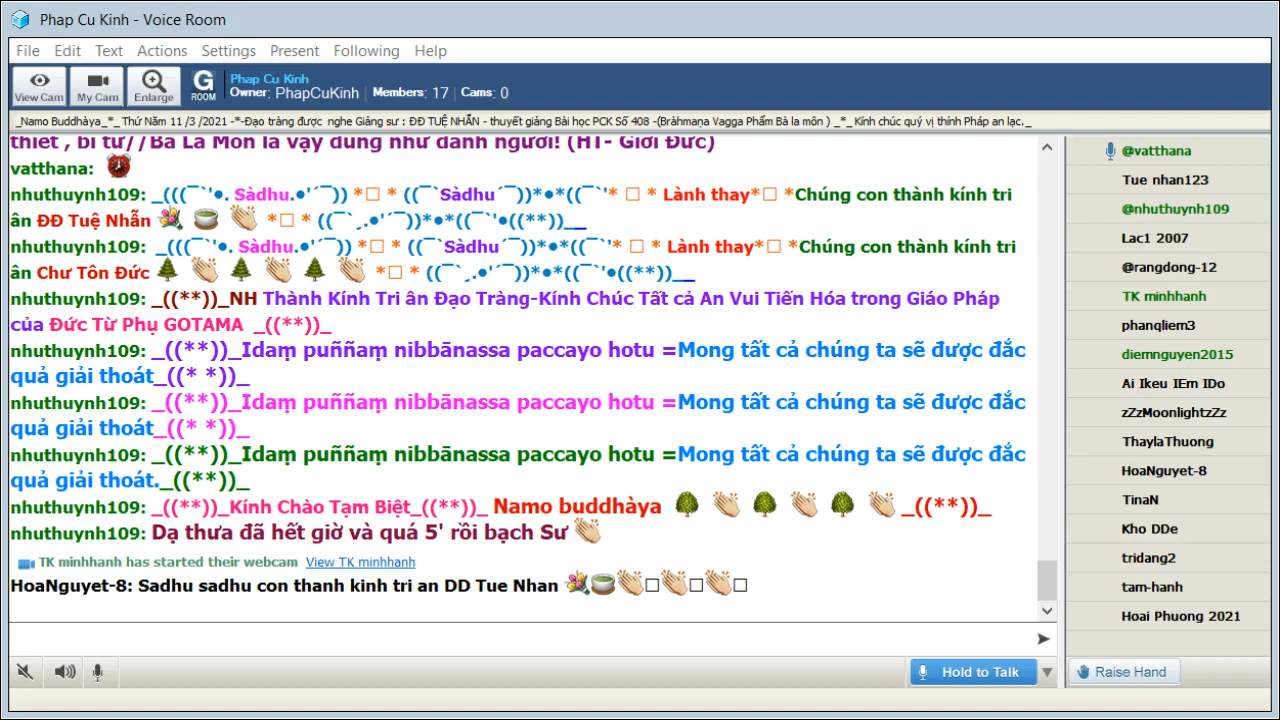 Phap Cu Kinh - Voice Room
File Edit Text Actions Settings Present Following Help
View Cam My Cam Enlarge G ROOM Phap Cu Kinh
Owner: PhapCuKinh Members: 17 Cams: 0
_Namo Buddhàya_*_ Thứ Năm 11 /3 /2021 -*-Đạo tràng được nghe Giảng sư : ĐĐ TUỆ NHẪN - thuyết giảng Bài học PCK Số 408 -(Bràhmaṇa Vagga Phẩm Bà la môn ) _*_ Kính chúc quý vị thính Pháp an lạc._
thiết , bi từ//Bà La Môn là vậy đúng như danh người! (HT- Giới Đức)
vatthana:
nhuthuynh109: _(((¯`'•. Sàdhu.•'´¯)) *□ * ((¯`Sàdhu´¯))*•*((¯`'* □ * Lành thay*□ *Chúng con thành kính tri
ân ĐĐ Tuệ Nhẫn *□ * ((¯`¸.•'´¯))*•*((¯`'•((**))__
nhuthuynh109: _(((¯`'•. Sàdhu.•'´¯)) *□ * ((¯`Sàdhu´¯))*•*((¯`'* □ * Lành thay*□ *Chúng con thành kính tri
ân Chư Tôn Đức *□ * ((¯`¸.•'´¯))*•*((¯`'•((**))__
nhuthuynh109: _((**))_NH Thành Kính Tri ân Đạo Tràng-Kính Chúc Tất cả An Vui Tiến Hóa trong Giáo Pháp
của Đức Từ Phụ GOTAMA _((**))_
nhuthuynh109: _((**))_Idaṃ puññaṃ nibbānassa paccayo hotu =Mong tất cả chúng ta sẽ được đắc
quả giải thoát_((* *))_
nhuthuynh109: _((**))_Idaṃ puññaṃ nibbānassa paccayo hotu =Mong tất cả chúng ta sẽ được đắc
quả giải thoát_((* *))_
nhuthuynh109: _((**))_Idaṃ puññaṃ nibbānassa paccayo hotu =Mong tất cả chúng ta sẽ được đắc
quả giải thoát._((**))_
nhuthuynh109: _((**))_Kính Chào Tạm Biệt_((**))_ Namo buddhàya _((**))_
nhuthuynh109: Dạ thưa đã hết giờ và quá 5' rồi bạch Sư
TK minhhanh has started their webcam View TK minhhanh
HoaNguyet-8: Sadhu sadhu con thanh kinh tri an DD Tue Nhan □□□
@vatthana
Tue nhan123
@nhuthuynh109
Lac1 2007
@rangdong-12
TK minhhanh
phanqliem3
diemnguyen2015
Ai Ikeu IEm IDo
zZzMoonlightzZz
ThaylaThuong
HoaNguyet-8
TinaN
Kho DDe
tridang2
tam-hanh
Hoai Phuong 2021
Hold to Talk
Raise Hand